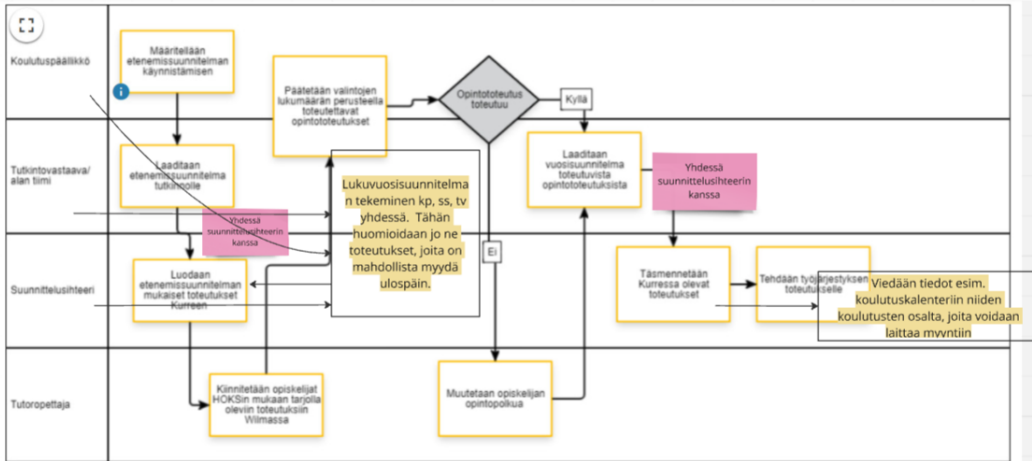 Koulutuspäällikkö
Määritellään
etenemissuunnitelman
käynnistämisen
Päätetään valintojen
lukumäärän perusteella
toteutettavat
opintototeutukset
Opintototeutus
toteutuu
Kyllä
Tutkintovastaava/
alan tiimi
Laaditaan
etenemissuunnitelma
tutkinnolle
Yhdessä
suunnittelusihteerin
kanssa
Lukuvuosisuunnitelma
n tekeminen kp, ss, tv
yhdessä. Tähän
huomioidaan jo ne
toteutukset, joita on
mahdollista myydä
ulospäin.
Laaditaan
vuosisuunnitelma
toteutuvista
opintototeutuksista
Yhdessä
suunnittelusihteerin
kanssa
Ei
Suunnittelusihteeri
Luodaan
etenemissuunnitelman
mukaiset toteutukset
Kurreen
Täsmennetään
Kurressa olevat
toteutukset
Tehdään työjärjestyksen
toteutukselle
Viedään tiedot esim.
koulutuskalenteriin niiden
koulutusten osalta, joita voidaan
laittaa myyntiin
Tutoropettaja
Kiinnitetään opiskelijat
HOKSin mukaan tarjolla
oleviin toteutuksiin
Wilmassa
Muutetaan opiskelijan
opintopolkua